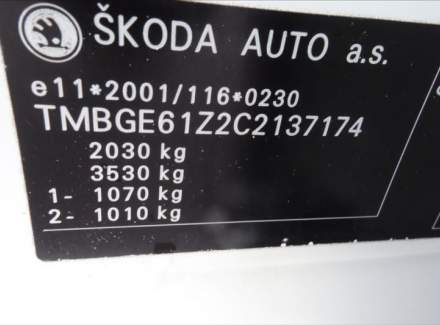 ŠKODA AUTO a.s.
e11*2001/116*0230
TMBGE61Z2C2137174
2030 kg
3530 kg
1- 1070 kg
2- 1010 kg